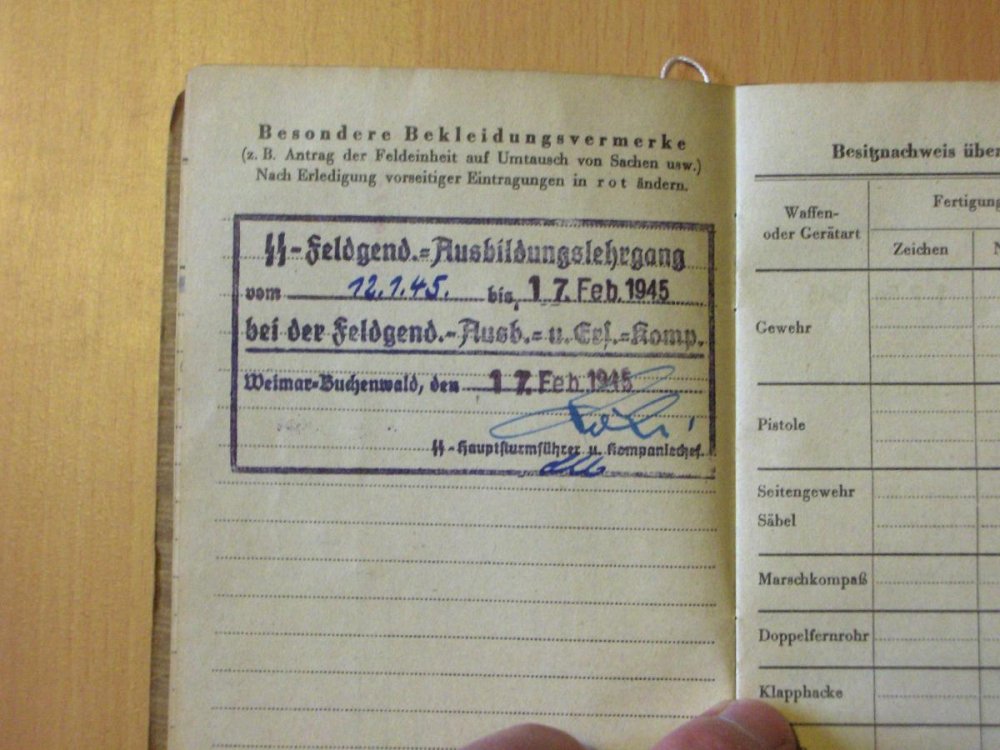 Besondere Bekleidungsvermerke
(z. B. Antrag der Feldeinheit auf Umtausch von Sachen usw.)
Nach Erledigung vorseitiger Eintragungen in rot ändern.
SS-Feldgend.-Ausbildungslehrgang
vom 12.1.45. bis 17. Feb. 1945
bei der Feldgend.-Ausb.- u. Ers.-Komp.
Weimar-Buchenwald, den 17. Feb. 1945
SS-Hauptsturmführer u. Kompaniechef.
Besitznachweis über
Waffen-
oder Gerätart
Fertigung
Zeichen
N
Gewehr
Pistole
Seitengewehr
Säbel
Marschkompaß
Doppelfernrohr
Klapphacke